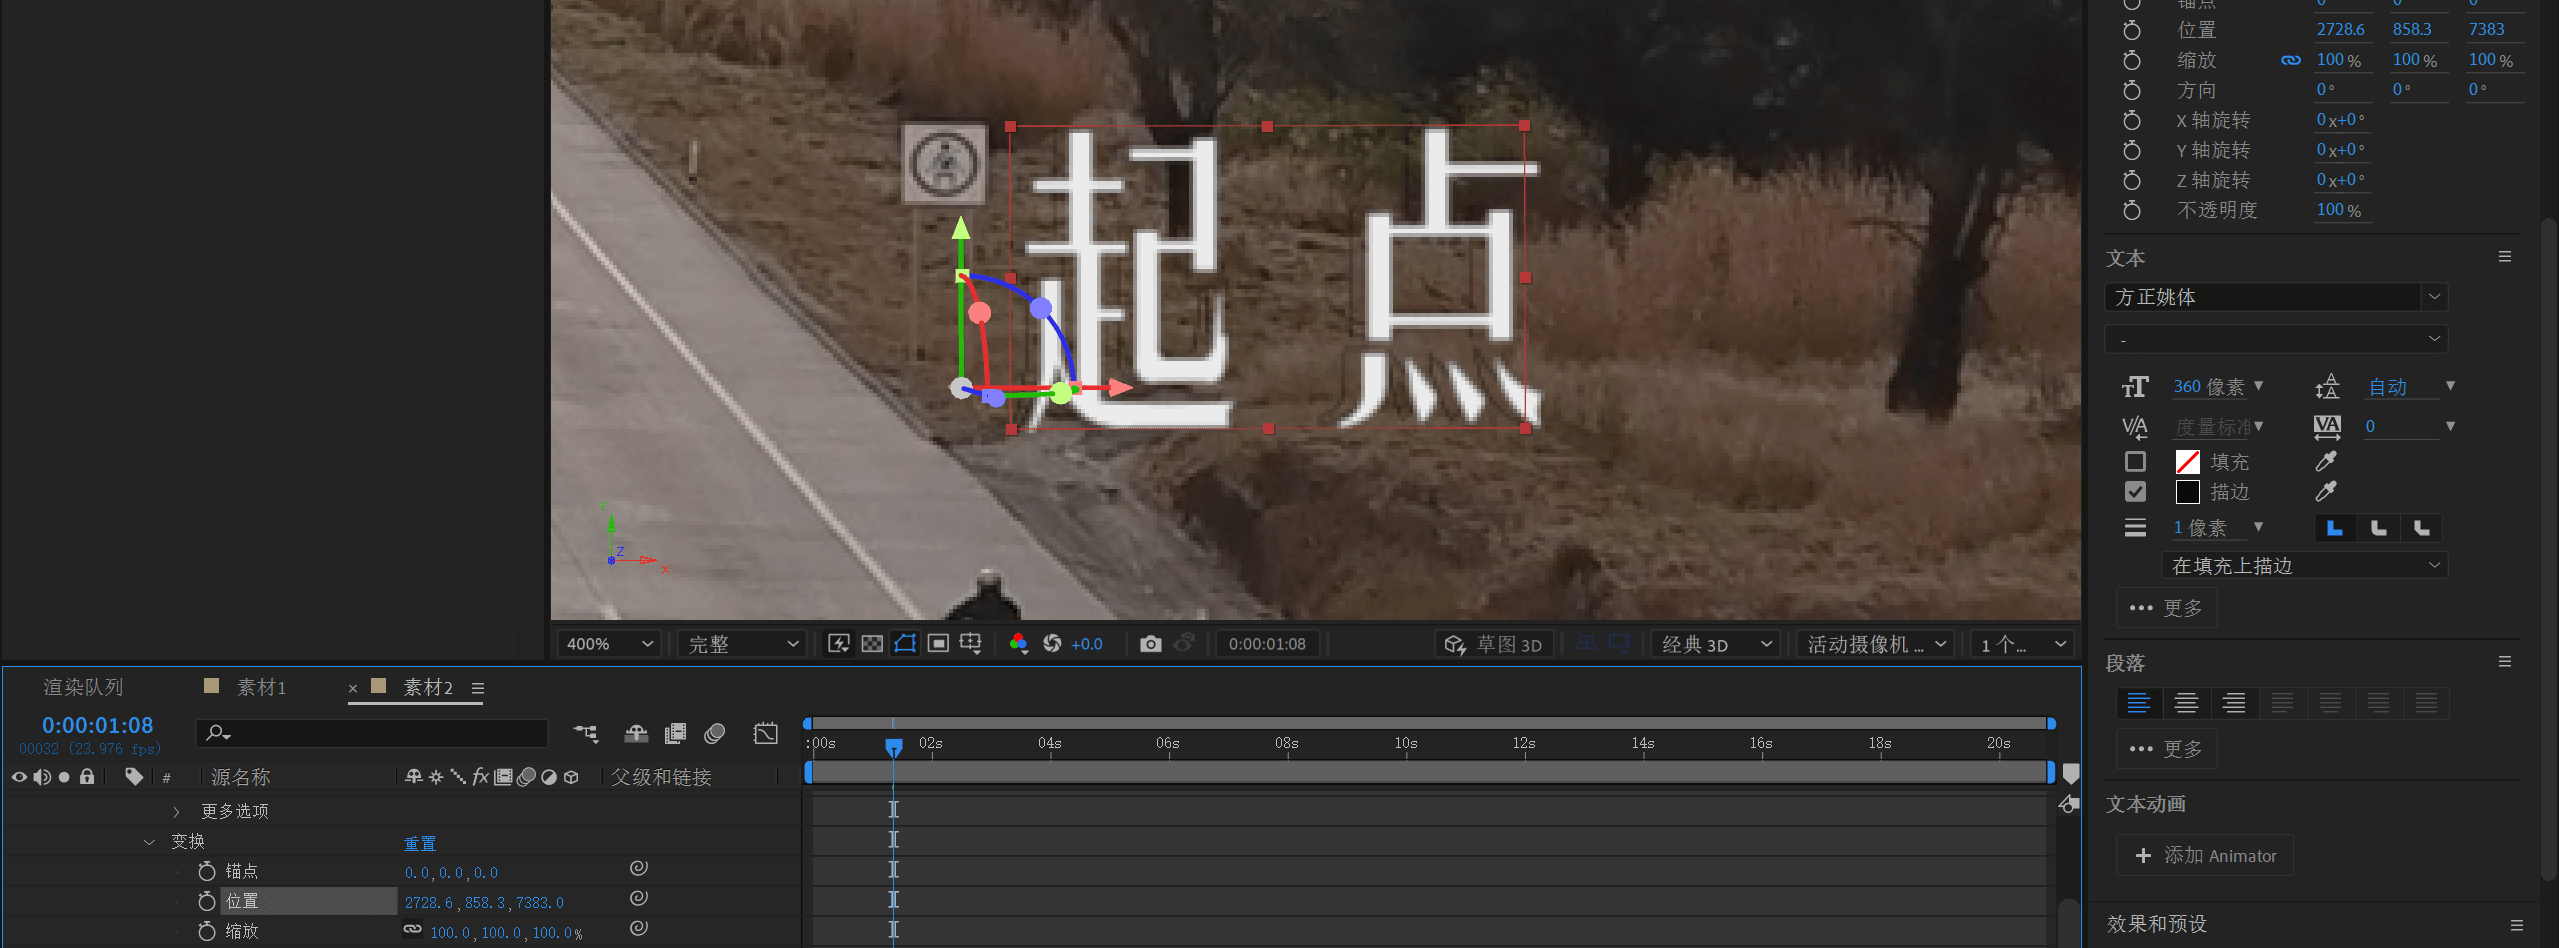 锚点 0 0 0
位置 2728.6 858.3 7383
缩放 100% 100% 100%
方向 0° 0° 0°
X 轴旋转 0x+0°
Y 轴旋转 0x+0°
Z 轴旋转 0x+0°
不透明度 100%
起点
Y
Z
X
文本
方正姚体
-
360 像素 自动
度量标准 0
填充
描边
1 像素
在填充上描边
更多
段落
更多
文本动画
添加 Animator
效果和预设
400% 完整 +0.0 0:00:01:08 草图 3D 经典 3D 活动摄像机 ... 1 个...
渲染队列 素材1 × 素材2
0:00:01:08
00032 (23.976 fps)
:00s 02s 04s 06s 08s 10s 12s 14s 16s 18s 20s
# 源名称 fx 父级和链接
更多选项
变换 重置
锚点 0.0,0.0,0.0
位置 2728.6,858.3,7383.0
缩放 100.0,100.0,100.0%